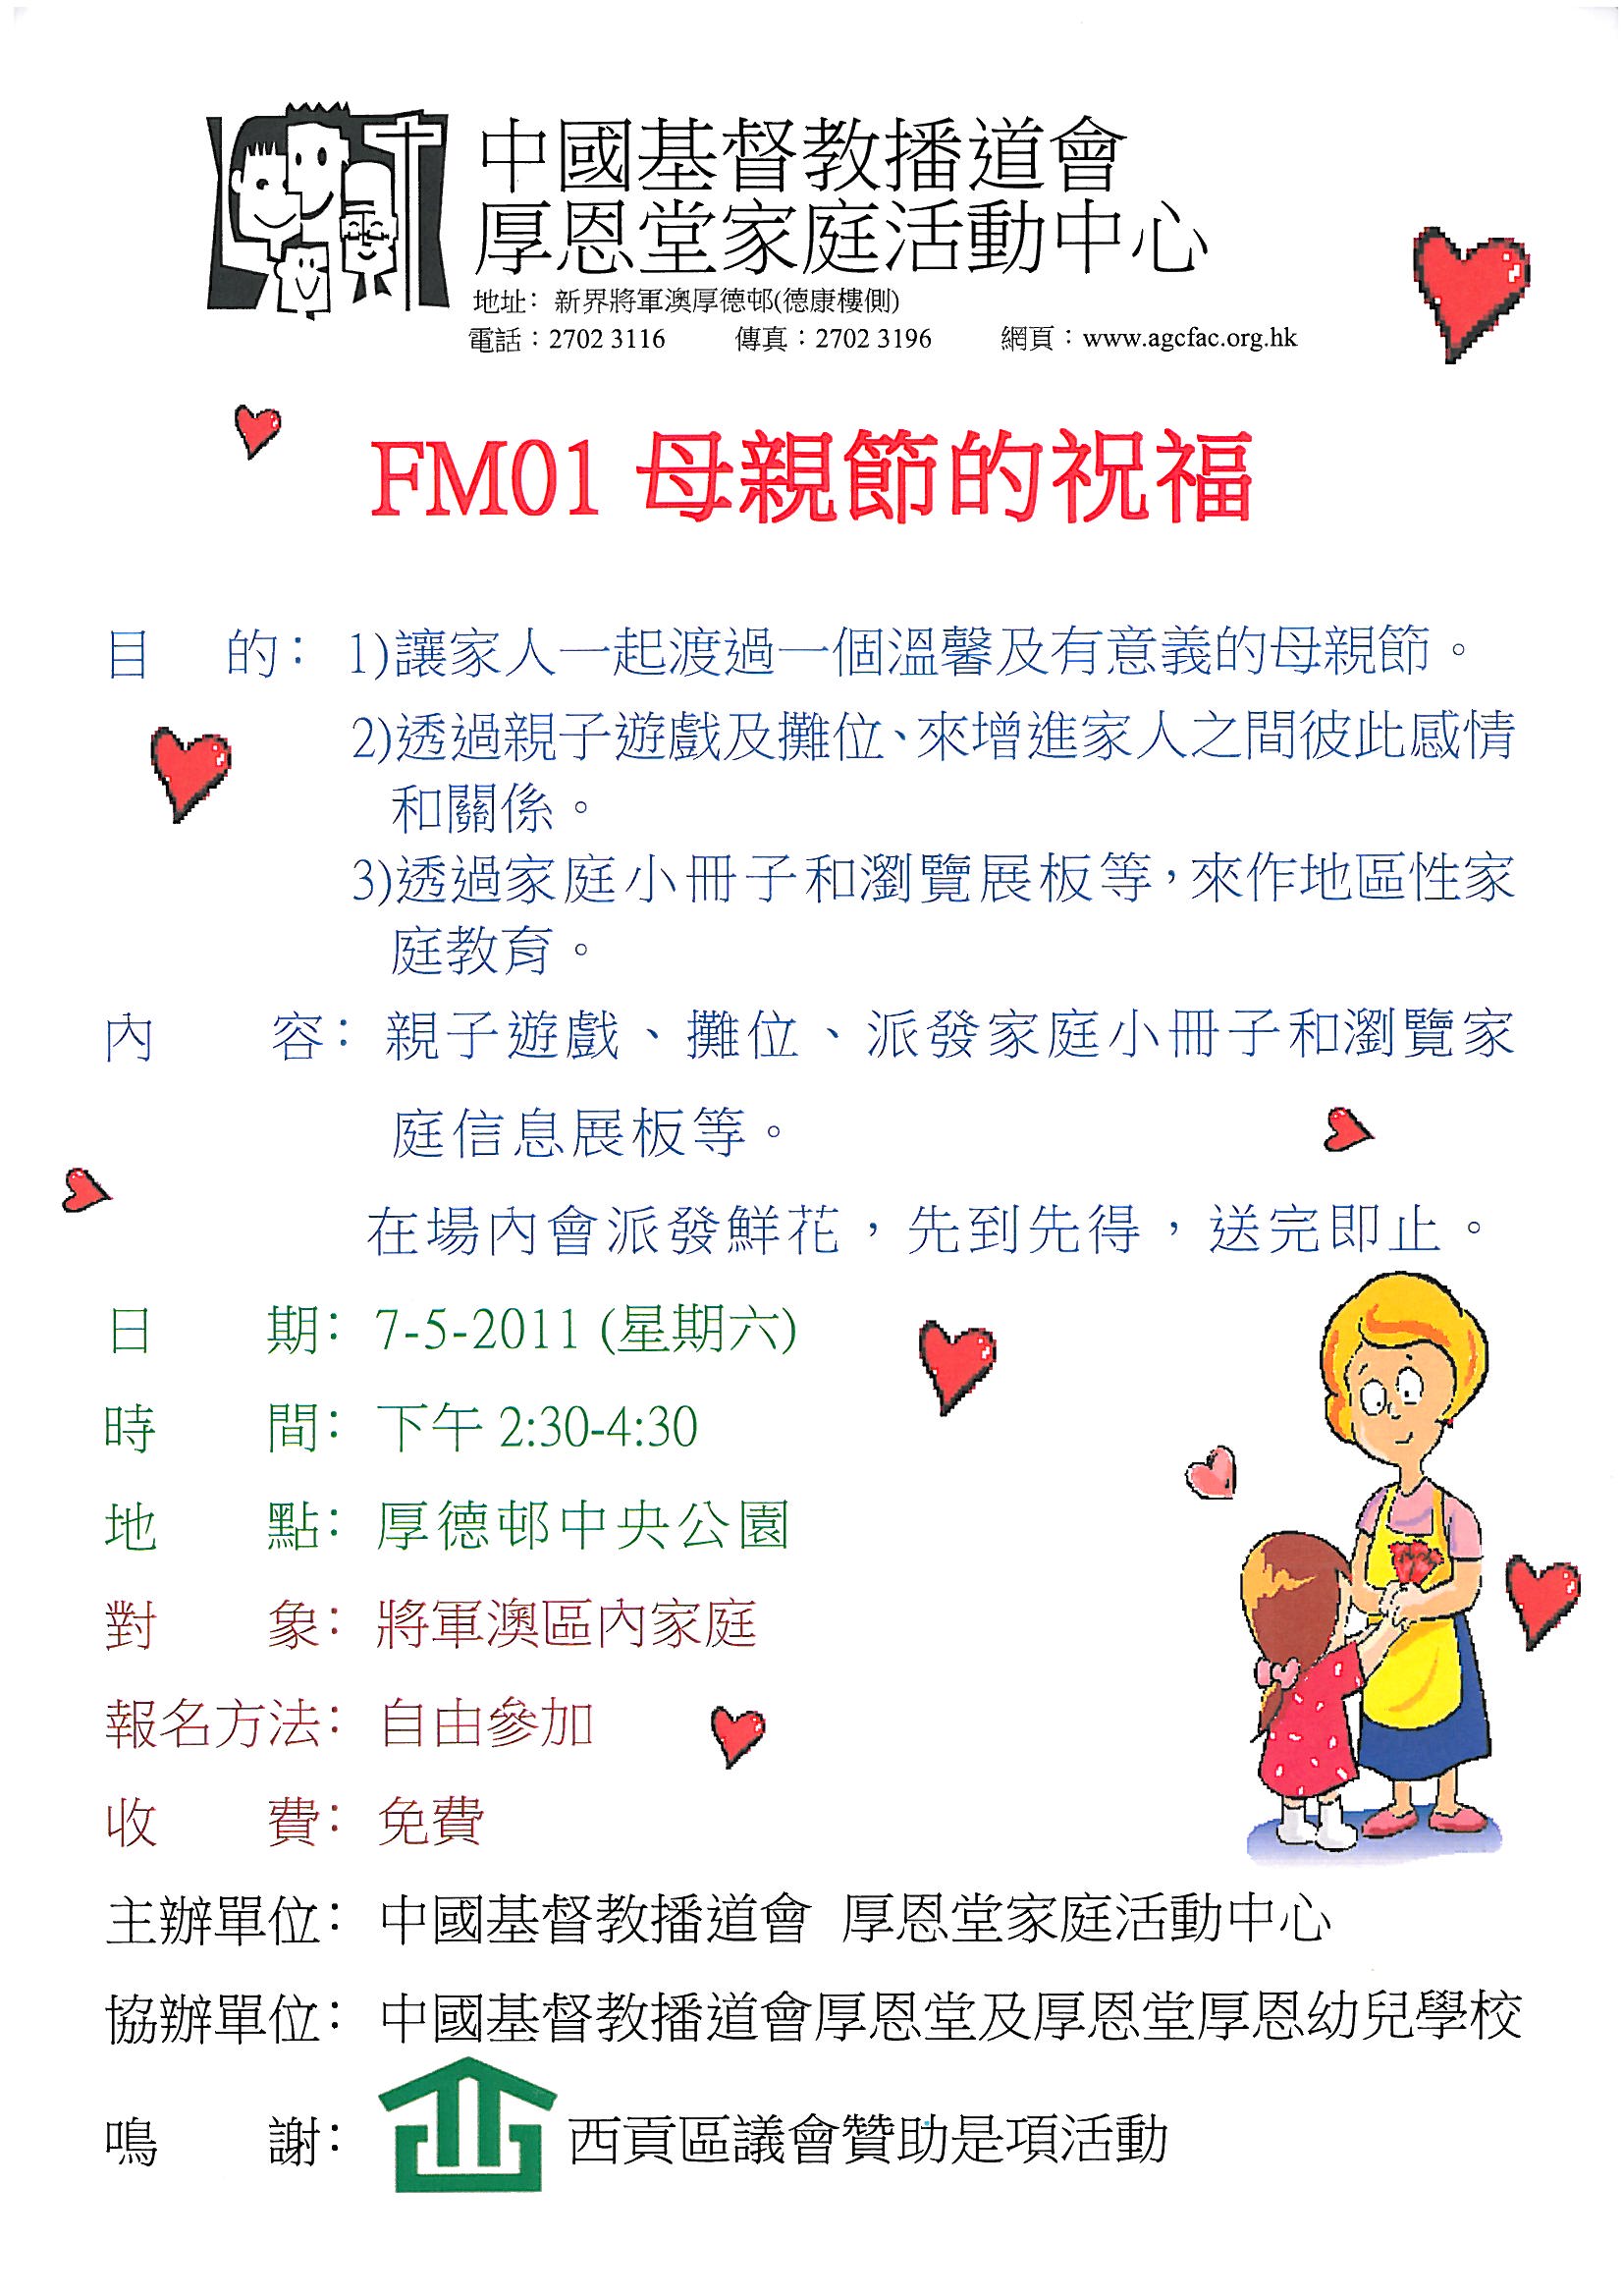 中國基督教播道會
厚恩堂家庭活動中心
地址: 新界將軍澳厚德邨(德康樓側)
電話：2702 3116 傳真：2702 3196 網頁：www.agcfac.org.hk
FM01 母親節的祝福
目 的: 1)讓家人一起渡過一個溫馨及有意義的母親節。
2)透過親子遊戲及攤位、來增進家人之間彼此感情
和關係。
3)透過家庭小冊子和瀏覽展板等，來作地區性家
庭教育。
內 容: 親子遊戲、攤位、派發家庭小冊子和瀏覽家
庭信息展板等。
在場內會派發鮮花，先到先得，送完即止。
日 期: 7-5-2011 (星期六)
時 間: 下午 2:30-4:30
地 點: 厚德邨中央公園
對 象: 將軍澳區內家庭
報名方法: 自由參加
收 費: 免費
主辦單位: 中國基督教播道會 厚恩堂家庭活動中心
協辦單位: 中國基督教播道會厚恩堂及厚恩堂厚恩幼兒學校
鳴 謝: 西貢區議會贊助是項活動